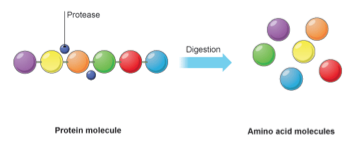 Protease
Digestion
Protein molecule
Amino acid molecules